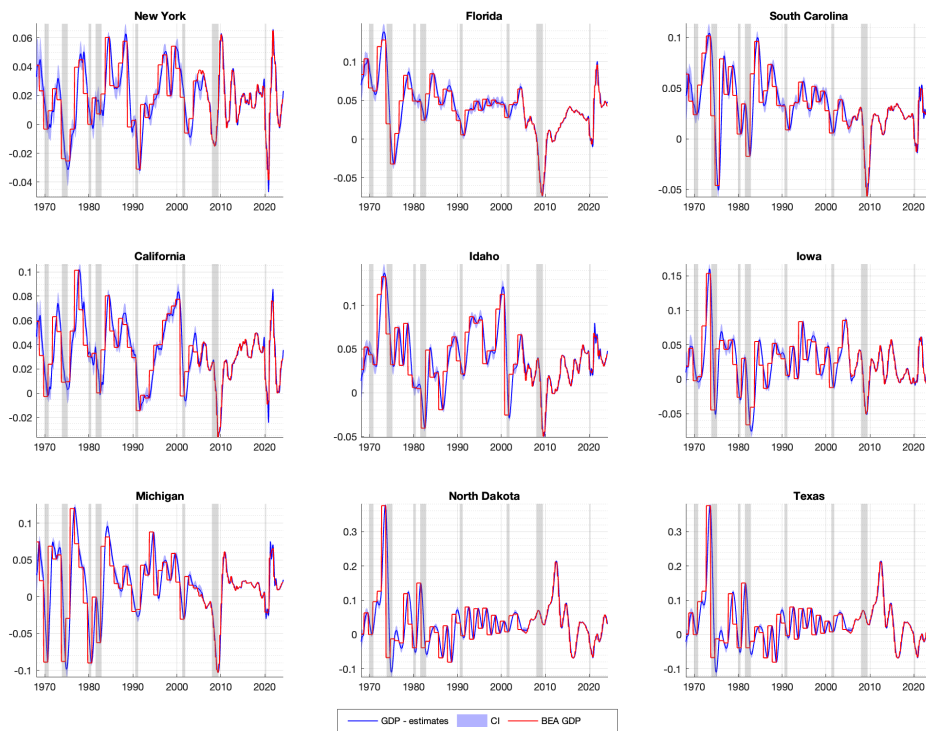 New York
Florida
South Carolina
0.06
0.04
0.02
0
-0.02
-0.04
1970 1980 1990 2000 2010 2020
0.1
0.05
0
-0.05
1970 1980 1990 2000 2010 2020
0.1
0.05
0
-0.05
1970 1980 1990 2000 2010 2020
California
Idaho
Iowa
0.1
0.08
0.06
0.04
0.02
0
-0.02
1970 1980 1990 2000 2010 2020
0.1
0.05
0
-0.05
1970 1980 1990 2000 2010 2020
0.15
0.1
0.05
0
-0.05
1970 1980 1990 2000 2010 2020
Michigan
North Dakota
Texas
0.1
0.05
0
-0.05
-0.1
1970 1980 1990 2000 2010 2020
0.3
0.2
0.1
0
-0.1
1970 1980 1990 2000 2010 2020
0.3
0.2
0.1
0
-0.1
1970 1980 1990 2000 2010 2020
GDP - estimates CI BEA GDP